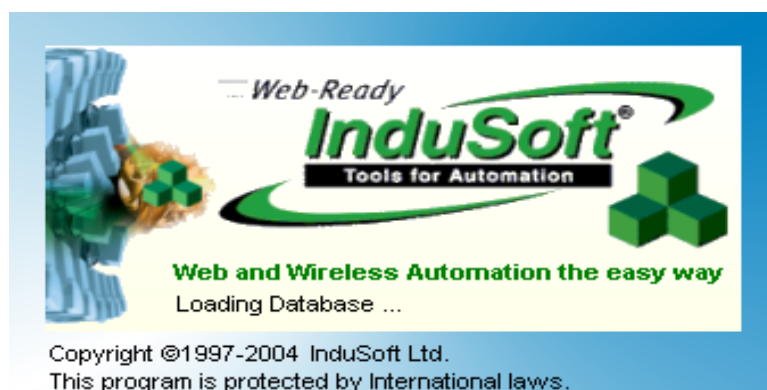 Web-Ready
InduSoft®
Tools for Automation
Web and Wireless Automation the easy way
Loading Database ...
Copyright ©1997-2004 InduSoft Ltd.
This program is protected by International laws.